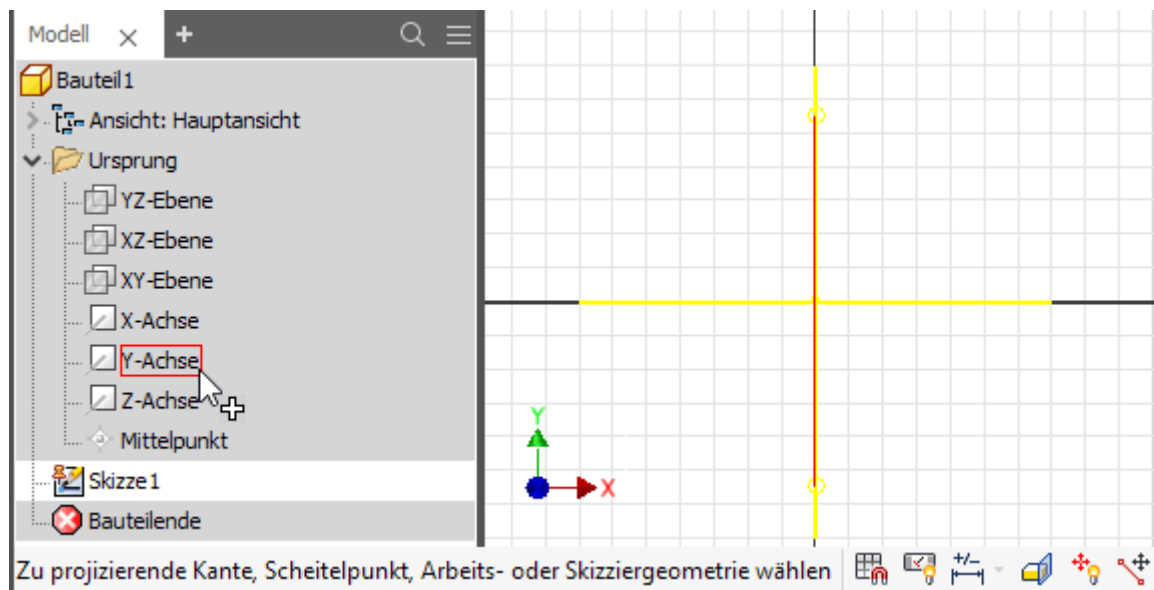 Modell
Bauteil1
Ansicht: Hauptansicht
Ursprung
YZ-Ebene
XZ-Ebene
XY-Ebene
X-Achse
Y-Achse
Z-Achse
Mittelpunkt
Skizze1
Bauteilende
Y
X
Zu projizierende Kante, Scheitelpunkt, Arbeits- oder Skizziergeometrie wählen
+/-